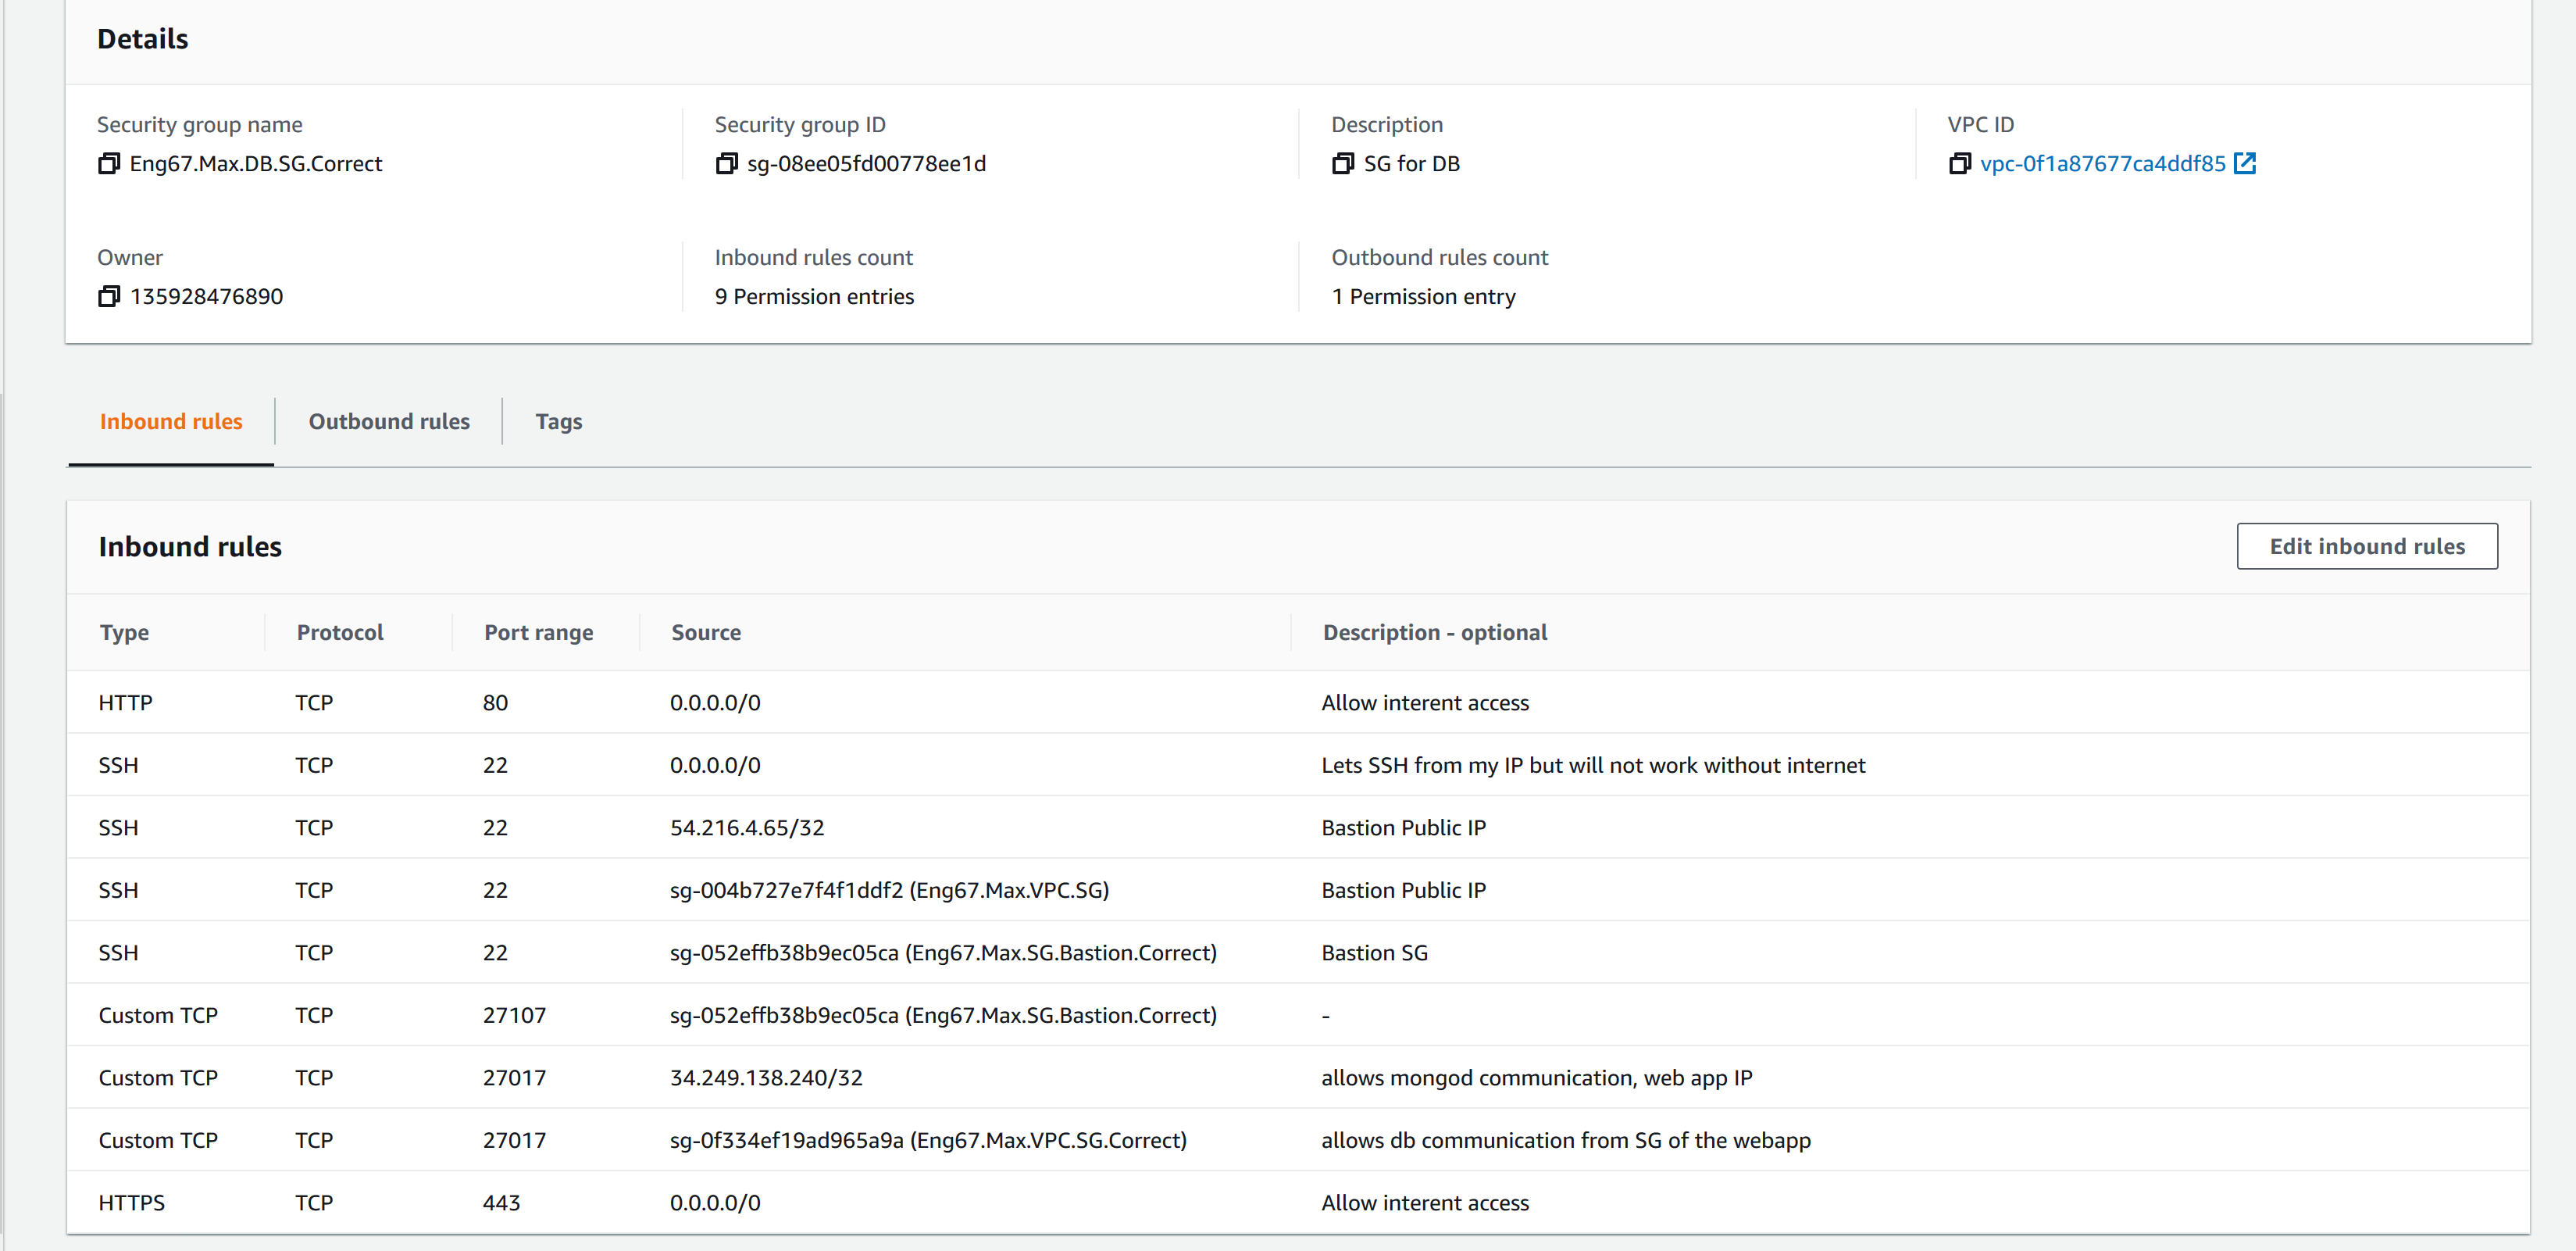 Details
Security group name Security group ID Description VPC ID
Eng67.Max.DB.SG.Correct sg-08ee05fd00778ee1d SG for DB vpc-0f1a87677ca4ddf85
Owner Inbound rules count Outbound rules count
135928476890 9 Permission entries 1 Permission entry
Inbound rules Outbound rules Tags
Inbound rules Edit inbound rules
Type Protocol Port range Source Description - optional
HTTP TCP 80 0.0.0.0/0 Allow interent access
SSH TCP 22 0.0.0.0/0 Lets SSH from my IP but will not work without internet
SSH TCP 22 54.216.4.65/32 Bastion Public IP
SSH TCP 22 sg-004b727e7f4f1ddf2 (Eng67.Max.VPC.SG) Bastion Public IP
SSH TCP 22 sg-052effb38b9ec05ca (Eng67.Max.SG.Bastion.Correct) Bastion SG
Custom TCP TCP 27107 sg-052effb38b9ec05ca (Eng67.Max.SG.Bastion.Correct) -
Custom TCP TCP 27017 34.249.138.240/32 allows mongod communication, web app IP
Custom TCP TCP 27017 sg-0f334ef19ad965a9a (Eng67.Max.VPC.SG.Correct) allows db communication from SG of the webapp
HTTPS TCP 443 0.0.0.0/0 Allow interent access